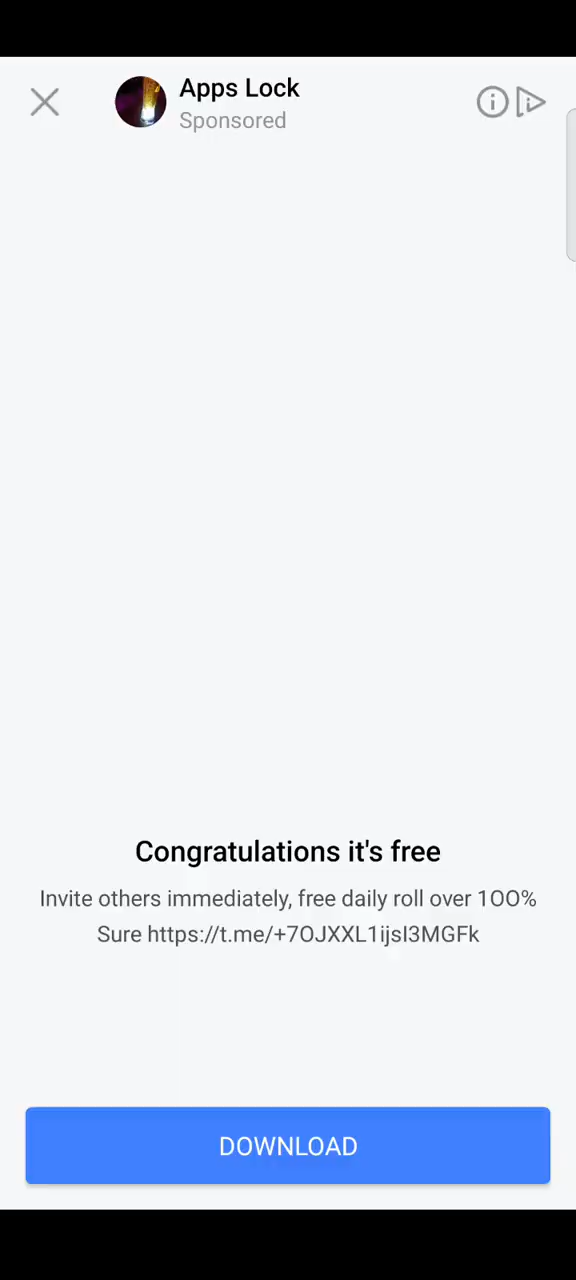 Apps Lock
Sponsored
Congratulations it's free
Invite others immediately, free daily roll over 100%
Sure https://t.me/+7OJXXL1ijsI3MGFk
DOWNLOAD